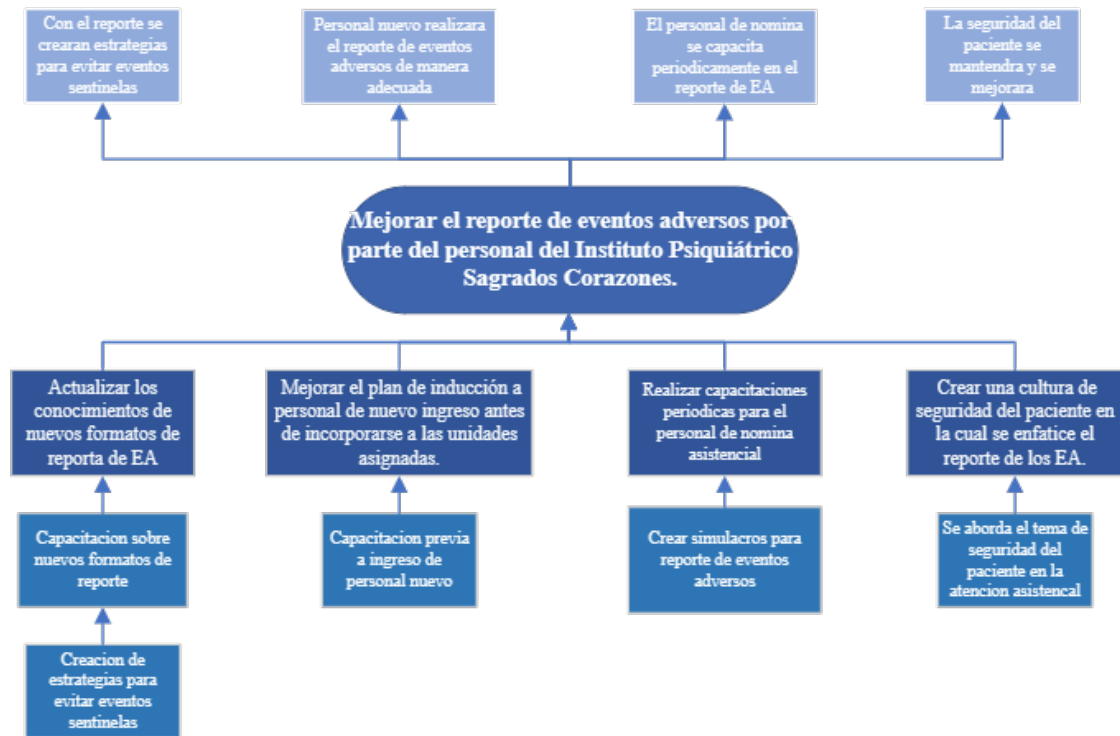 Con el reporte se
crearan estrategias
para evitar eventos
sentinelas
Personal nuevo realizara
el reporte de eventos
adversos de manera
adecuada
El personal de nomina
se capacita
periodicamente en el
reporte de EA
La seguridad del
paciente se
mantendra y se
mejorara
Mejorar el reporte de eventos adversos por
parte del personal del Instituto Psiquiátrico
Sagrados Corazones.
Actualizar los
conocimientos de
nuevos formatos de
reporta de EA
Mejorar el plan de inducción a
personal de nuevo ingreso antes
de incorporarse a las unidades
asignadas.
Realizar capacitaciones
periodicas para el
personal de nomina
asistencial
Crear una cultura de
seguridad del paciente en
la cual se enfatice el
reporte de los EA.
Capacitacion sobre
nuevos formatos de
reporte
Capacitacion previa
a ingreso de
personal nuevo
Crear simulacros para
reporte de eventos
adversos
Se aborda el tema de
seguridad del
paciente en la
atencion asistencal
Creacion de
estrategias para
evitar eventos
sentinelas